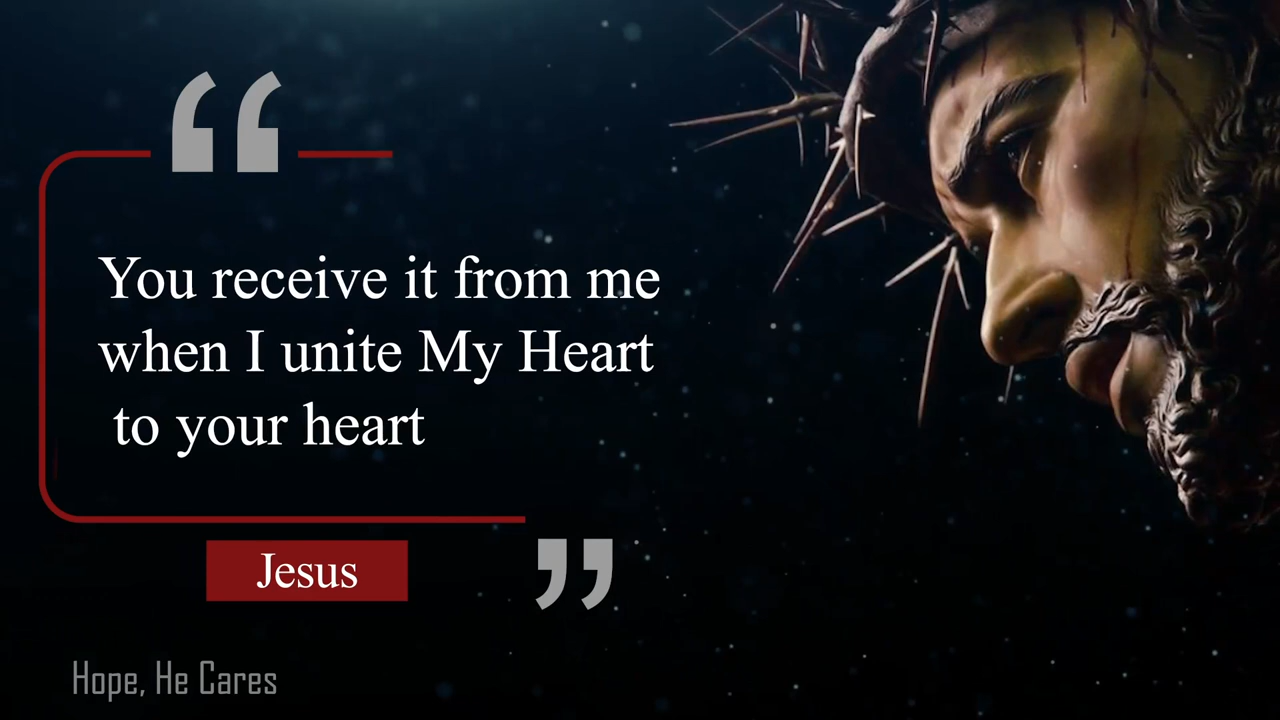 “
You receive it from me
when I unite My Heart
to your heart
”
Jesus
Hope, He Cares